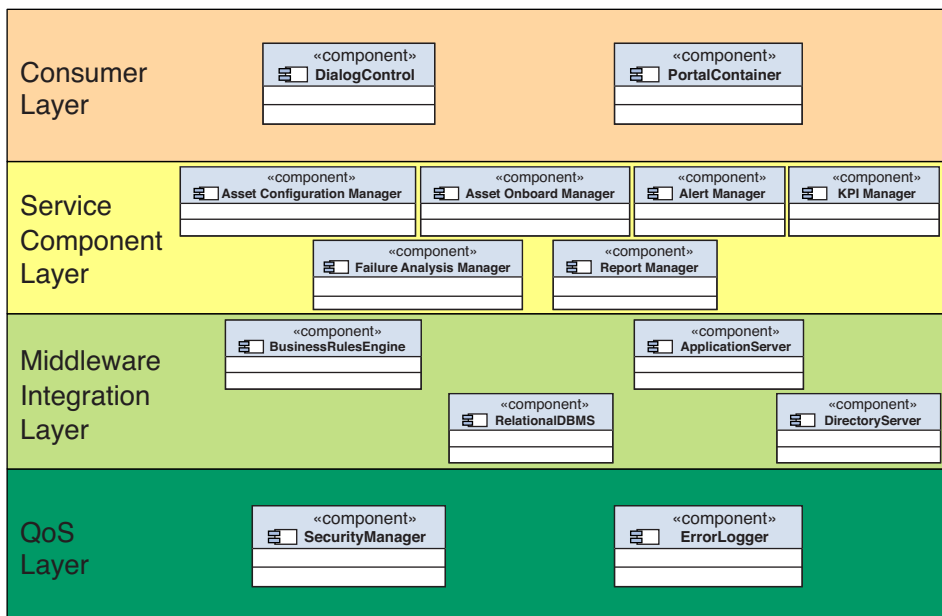 Consumer
Layer
«component»
DialogControl
«component»
PortalContainer
Service
Component
Layer
«component»
Asset Configuration Manager
«component»
Asset Onboard Manager
«component»
Alert Manager
«component»
KPI Manager
«component»
Failure Analysis Manager
«component»
Report Manager
Middleware
Integration
Layer
«component»
BusinessRulesEngine
«component»
ApplicationServer
«component»
RelationalDBMS
«component»
DirectoryServer
QoS
Layer
«component»
SecurityManager
«component»
ErrorLogger